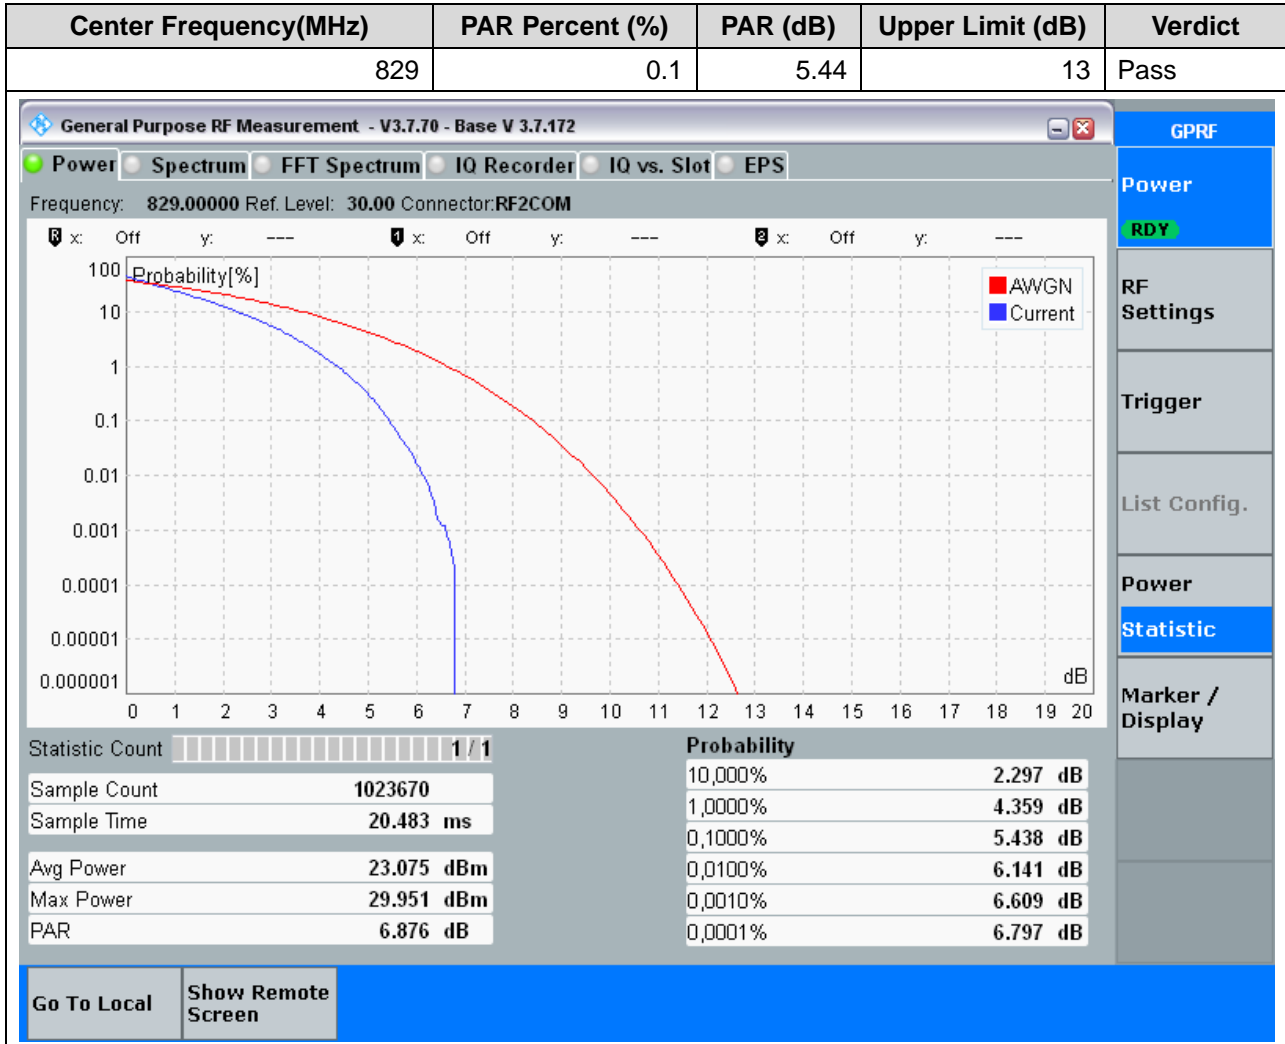 Center Frequency(MHz) PAR Percent (%) PAR (dB) Upper Limit (dB) Verdict
829 0.1 5.44 13 Pass
General Purpose RF Measurement - V3.7.70 - Base V 3.7.172
GPRF
Power Spectrum FFT Spectrum IQ Recorder IQ vs. Slot EPS
Frequency: 829.00000 Ref. Level: 30.00 Connector:RF2COM
R x: Off y: --- 1 x: Off y: --- 2 x: Off y: ---
Probability[%]
AWGN
Current
100
10
1
0.1
0.01
0.001
0.0001
0.00001
0.000001
dB
0 1 2 3 4 5 6 7 8 9 10 11 12 13 14 15 16 17 18 19 20
Statistic Count 1 / 1
Sample Count 1023670
Sample Time 20.483 ms
Avg Power 23.075 dBm
Max Power 29.951 dBm
PAR 6.876 dB
Probability
10,000% 2.297 dB
1,0000% 4.359 dB
0,1000% 5.438 dB
0,0100% 6.141 dB
0,0010% 6.609 dB
0,0001% 6.797 dB
Power
RDY
RF
Settings
Trigger
List Config.
Power
Statistic
Marker /
Display
Go To Local
Show Remote
Screen